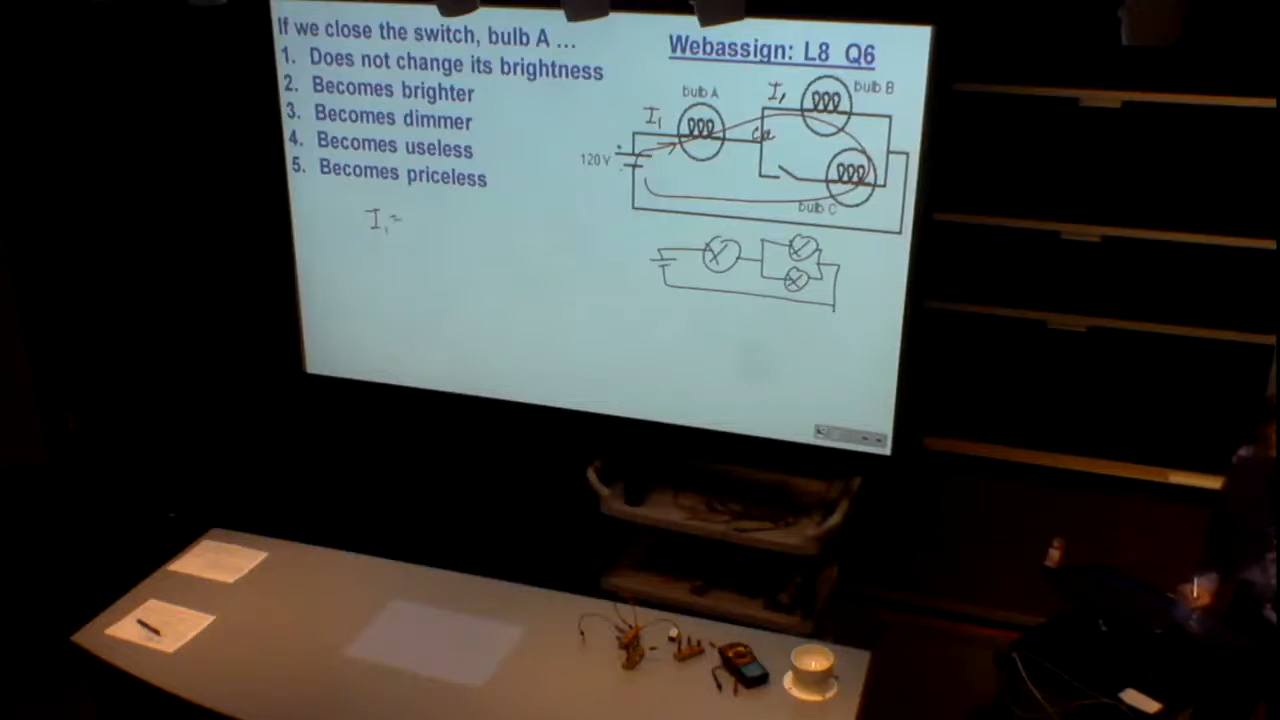 If we close the switch, bulb A ...
1. Does not change its brightness
2. Becomes brighter
3. Becomes dimmer
4. Becomes useless
5. Becomes priceless
I₁=
Webassign: L8 Q6
bulb A
I₁
bulb B
I₁
120 V
bulb C